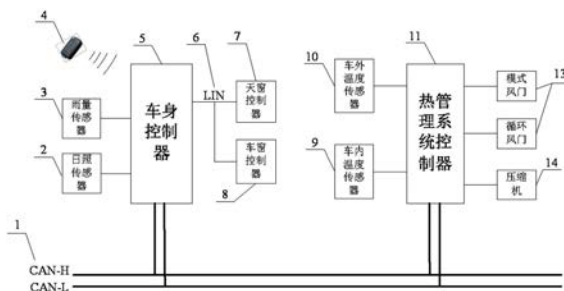 4
5
6
7
10
11
3
雨量
传感
器
车身
控制
器
LIN
天窗
控制
器
车外
温度
传感器
热管
理系
统控
制器
模式
风门
13
2
日照
传感
器
车窗
控制
器
8
9
车内
温度
传感器
循环
风门
压缩
机
14
1
CAN-H
CAN-L